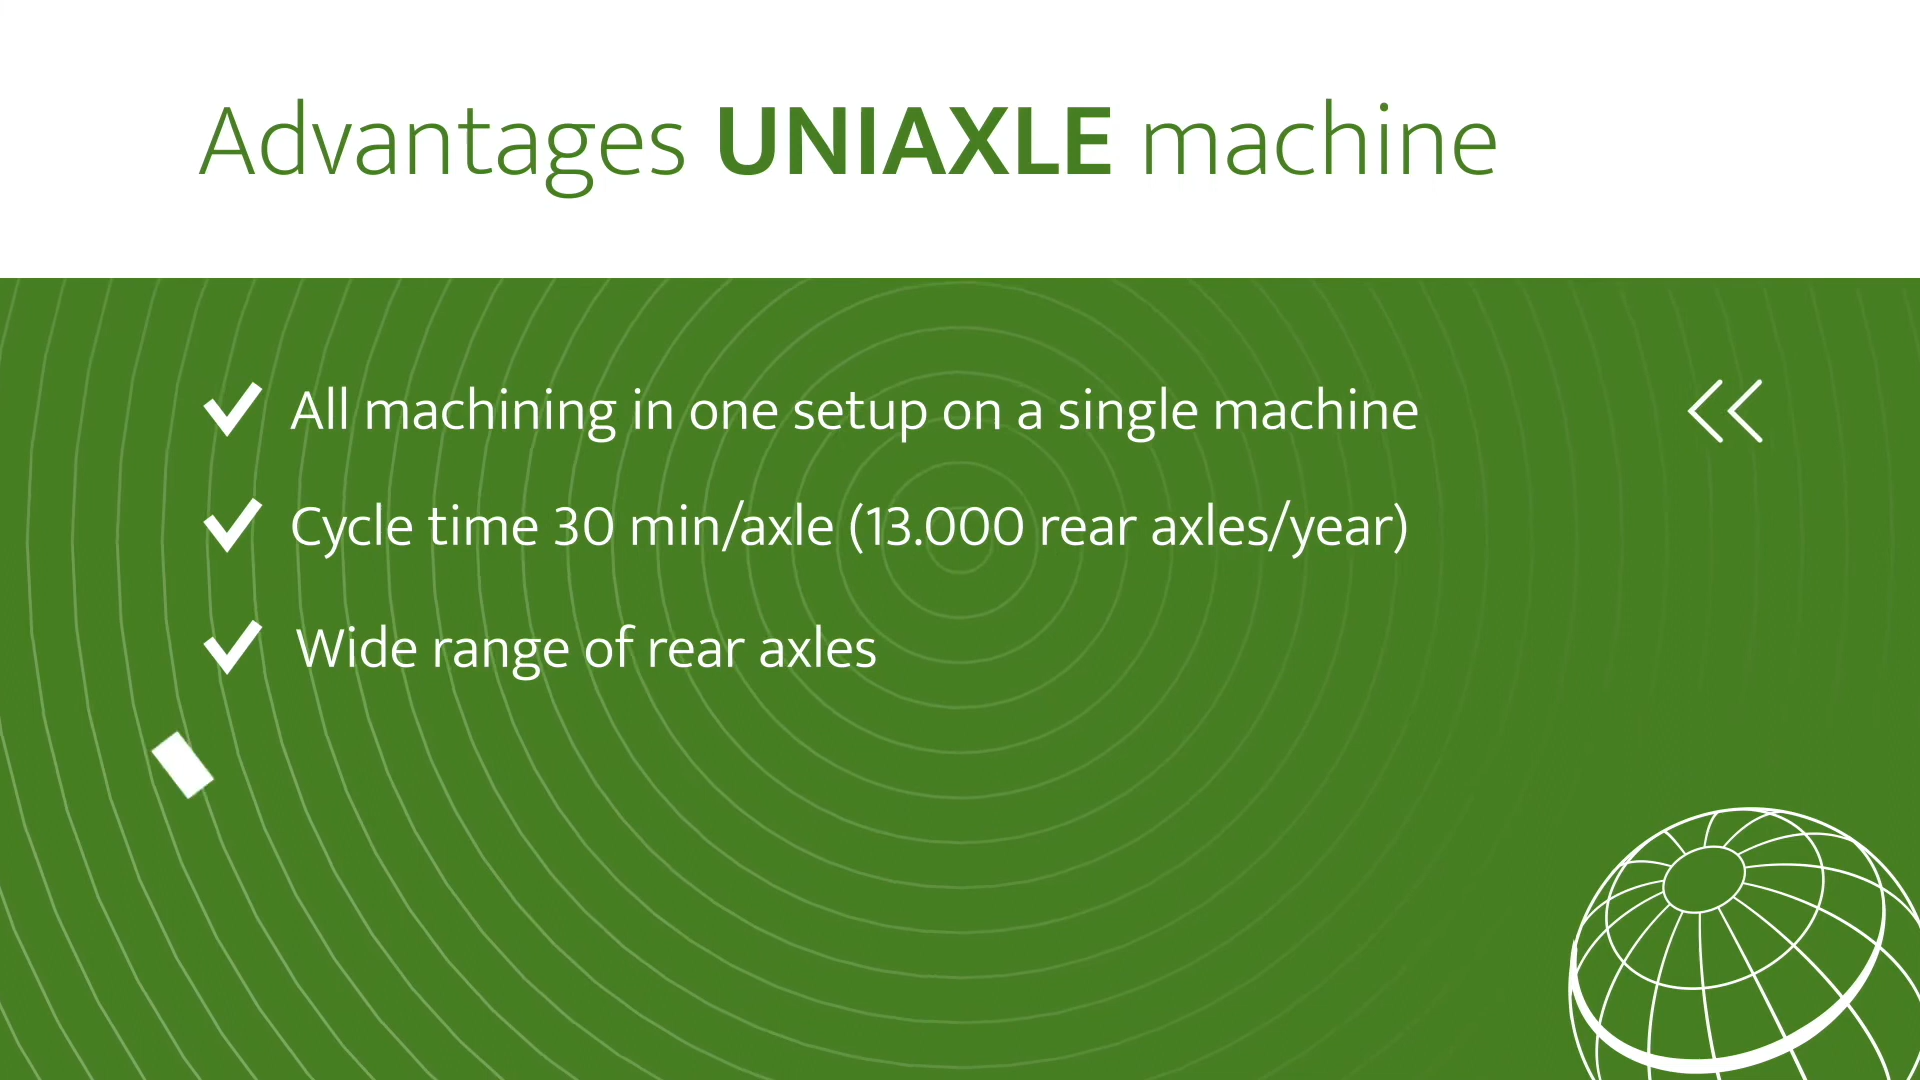 Advantages UNIAXLE machine
All machining in one setup on a single machine
Cycle time 30 min/axle (13.000 rear axles/year)
Wide range of rear axles